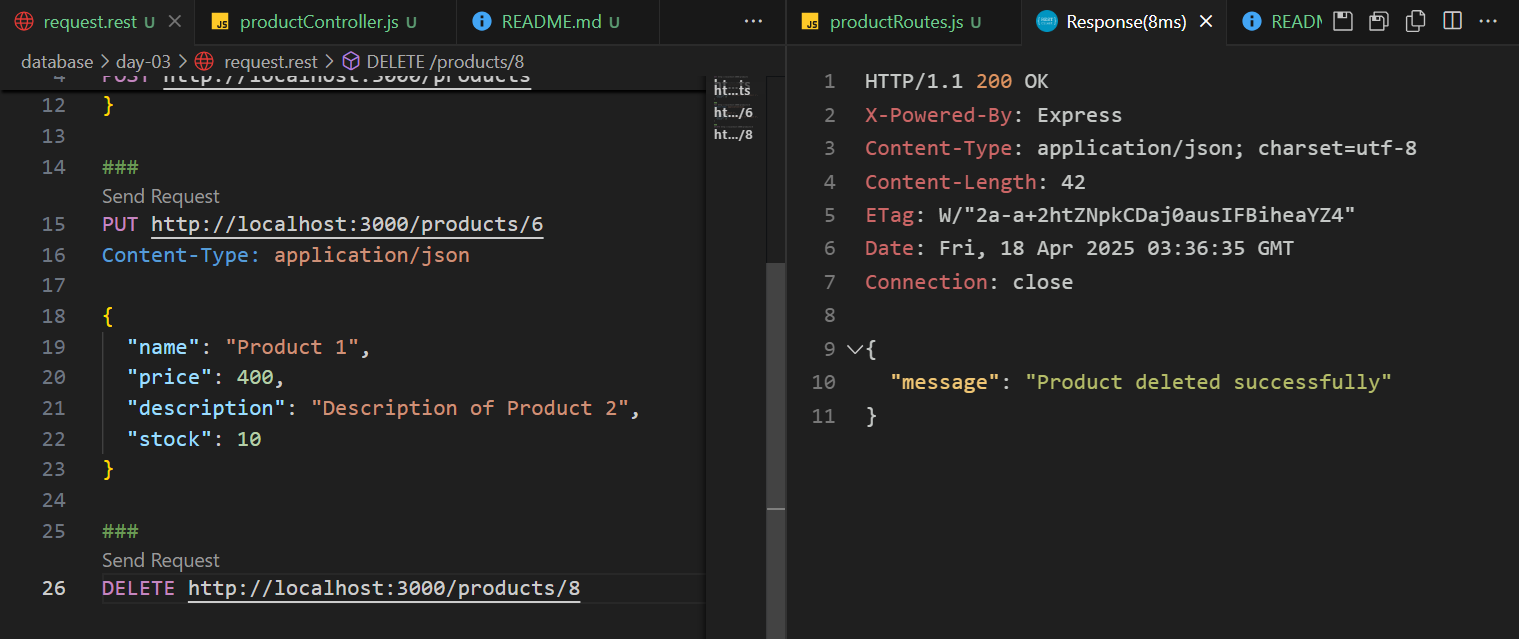 request.rest U
productController.js U
README.md U
productRoutes.js U
Response(8ms)
READM
database > day-03 > request.rest > DELETE /products/8
4 POST http://localhost:3000/products
12 }
13
14 ###
Send Request
15 PUT http://localhost:3000/products/6
16 Content-Type: application/json
17
18 {
19 "name": "Product 1",
20 "price": 400,
21 "description": "Description of Product 2",
22 "stock": 10
23 }
24
25 ###
Send Request
26 DELETE http://localhost:3000/products/8
ht...ts
ht.../6
ht.../8
1 HTTP/1.1 200 OK
2 X-Powered-By: Express
3 Content-Type: application/json; charset=utf-8
4 Content-Length: 42
5 ETag: W/"2a-a+2htZNpkCDaj0ausIFBiheaYZ4"
6 Date: Fri, 18 Apr 2025 03:36:35 GMT
7 Connection: close
8
9 {
10 "message": "Product deleted successfully"
11 }